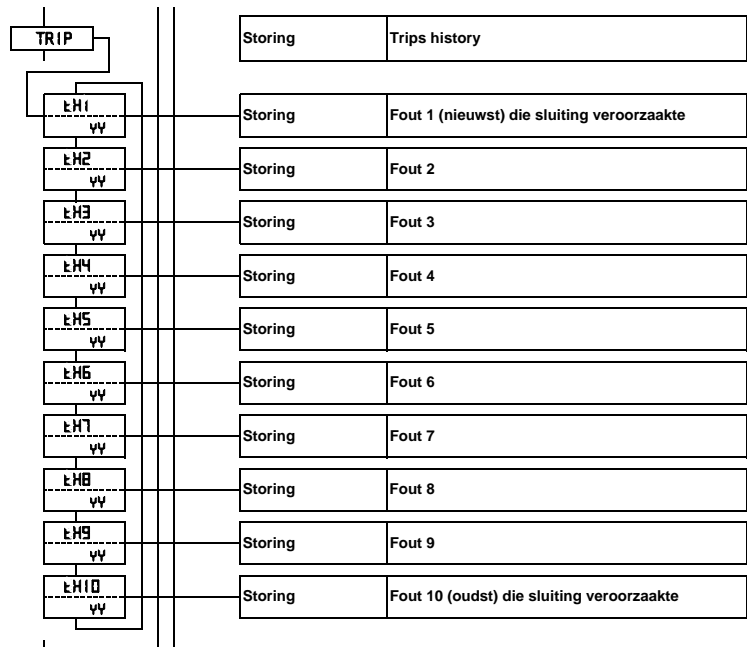 TRIP Storing Trips history
tH1
YY Storing Fout 1 (nieuwst) die sluiting veroorzaakte
tH2
YY Storing Fout 2
tH3
YY Storing Fout 3
tH4
YY Storing Fout 4
tH5
YY Storing Fout 5
tH6
YY Storing Fout 6
tH7
YY Storing Fout 7
tH8
YY Storing Fout 8
tH9
YY Storing Fout 9
tH10
YY Storing Fout 10 (oudst) die sluiting veroorzaakte